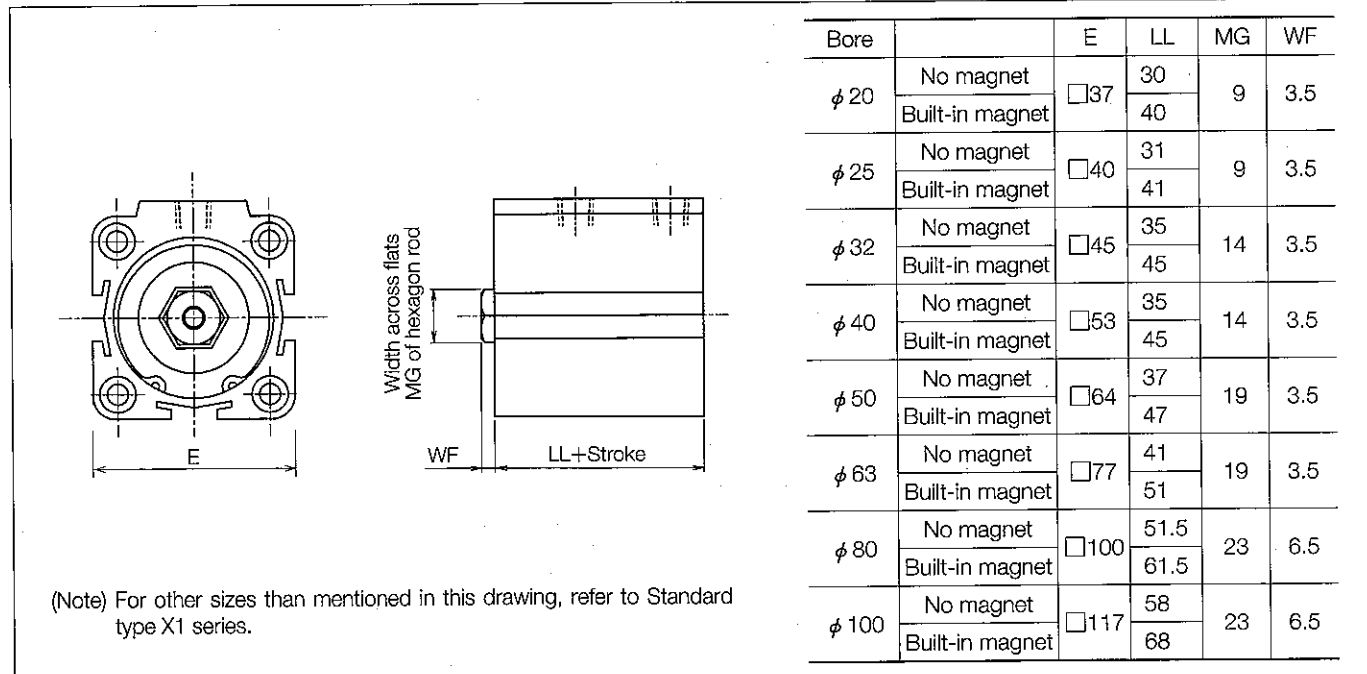 Width across flats
MG of hexagon rod
E
WF
LL+Stroke
(Note) For other sizes than mentioned in this drawing, refer to Standard
type X1 series.
Bore E LL MG WF
φ20 No magnet □37 30 9 3.5
Built-in magnet 40
φ25 No magnet □40 31 9 3.5
Built-in magnet 41
φ32 No magnet □45 35 14 3.5
Built-in magnet 45
φ40 No magnet □53 35 14 3.5
Built-in magnet 45
φ50 No magnet □64 37 19 3.5
Built-in magnet 47
φ63 No magnet □77 41 19 3.5
Built-in magnet 51
φ80 No magnet □100 51.5 23 6.5
Built-in magnet 61.5
φ100 No magnet □117 58 23 6.5
Built-in magnet 68